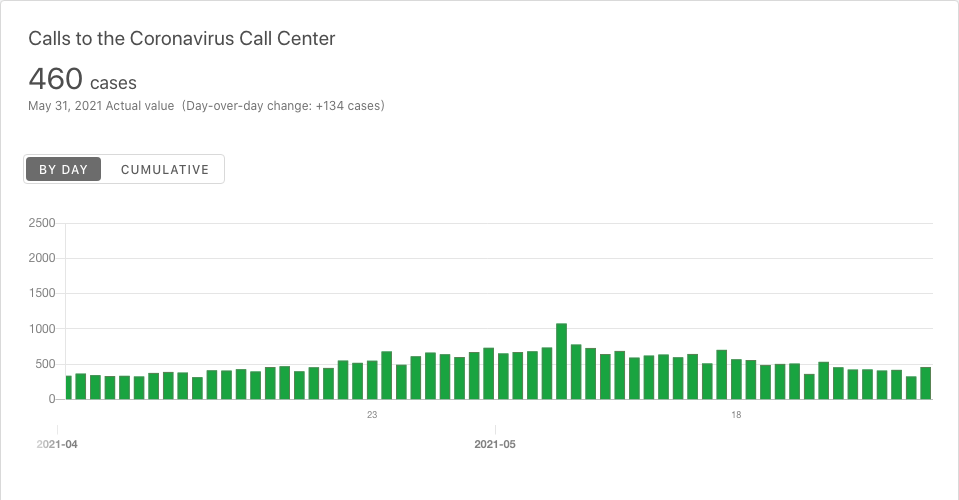 Calls to the Coronavirus Call Center
460 cases
May 31, 2021 Actual value (Day-over-day change: +134 cases)
BY DAY CUMULATIVE
2500
2000
1500
1000
500
0
23 18
2021-04 2021-05